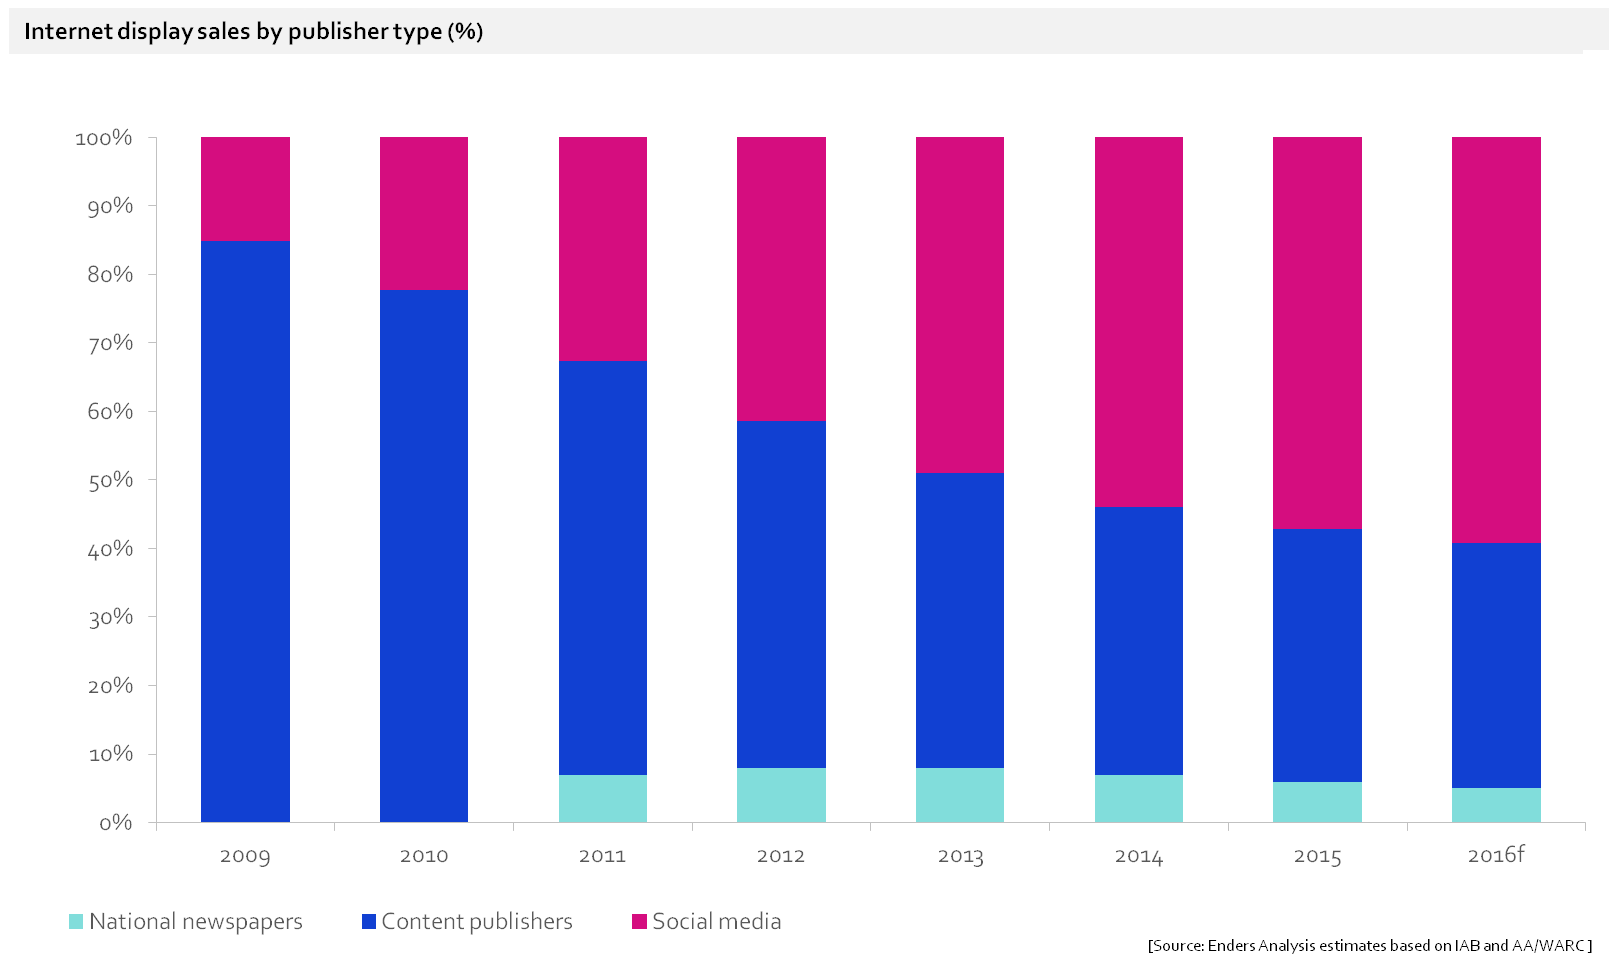 Internet display sales by publisher type (%)
100%
90%
80%
70%
60%
50%
40%
30%
20%
10%
0%
2009 2010 2011 2012 2013 2014 2015 2016f
National newspapers Content publishers Social media
[Source: Enders Analysis estimates based on IAB and AA/WARC ]